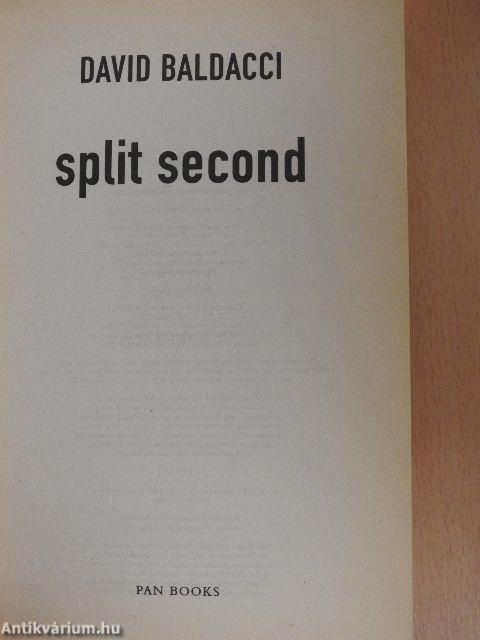 DAVID BALDACCI
split second
PAN BOOKS
Antikvárium.hu